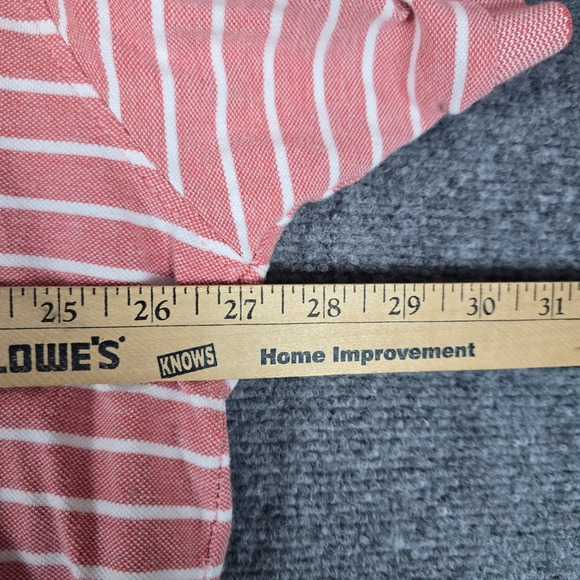 25 26 27 28 29 30 31
LOWE'S KNOWS Home Improvement